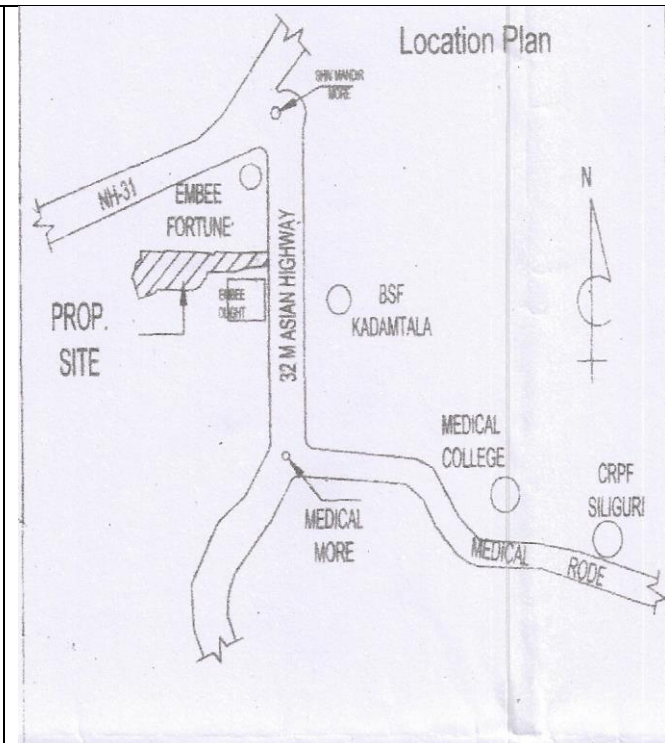 Location Plan
SHIV MANDIR
MORE
NH-31
EMBEE
FORTUNE
N
PROP.
SITE
EMBEE
32 M ASIAN HIGHWAY
BSF
KADAMTALA
MEDICAL
COLLEGE
CRPF
SILIGURI
MEDICAL
MORE
MEDICAL
RODE